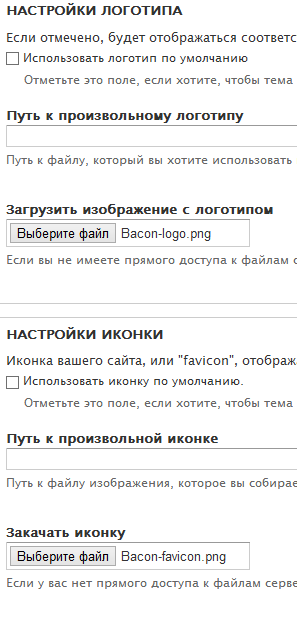 НАСТРОЙКИ ЛОГОТИПА
Если отмечено, будет отображаться соответс
Использовать логотип по умолчанию
Отметьте это поле, если хотите, чтобы тема
Путь к произвольному логотипу
Путь к файлу, который вы хотите использовать
Загрузить изображение с логотипом
Выберите файл Bacon-logo.png
Если вы не имеете прямого доступа к файлам с
НАСТРОЙКИ ИКОНКИ
Иконка вашего сайта, или "favicon", отображ
Использовать иконку по умолчанию.
Отметьте это поле, если хотите, чтобы тема
Путь к произвольной иконке
Путь к файлу изображения, которое вы собирае
Закачать иконку
Выберите файл Bacon-favicon.png
Если у вас нет прямого доступа к файлам серве